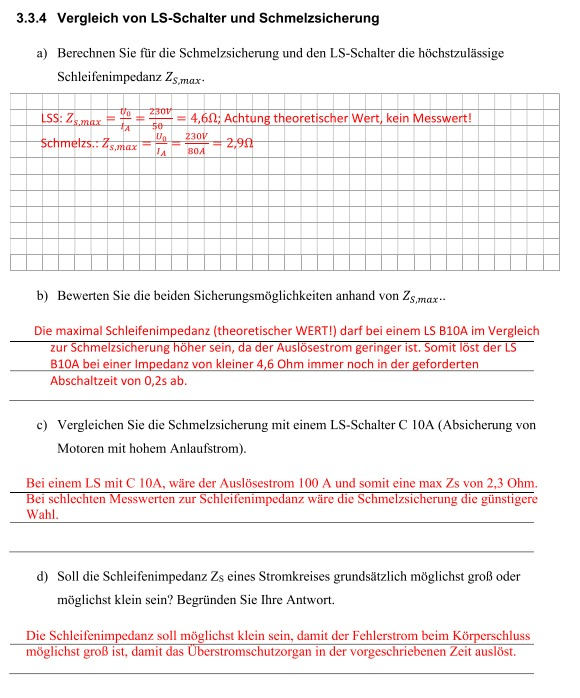 3.3.4 Vergleich von LS-Schalter und Schmelzsicherung
a) Berechnen Sie für die Schmelzsicherung und den LS-Schalter die höchstzulässige
Schleifenimpedanz Z_{S,max}.
LSS: Z_{s,max} = U_0/I_A = 230V/50 = 4,6Ω; Achtung theoretischer Wert, kein Messwert!
Schmelzs.: Z_{s,max} = U_0/I_A = 230V/80A = 2,9Ω
b) Bewerten Sie die beiden Sicherungsmöglichkeiten anhand von Z_{S,max}..
Die maximal Schleifenimpedanz (theoretischer WERT!) darf bei einem LS B10A im Vergleich
zur Schmelzsicherung höher sein, da der Auslösestrom geringer ist. Somit löst der LS
B10A bei einer Impedanz von kleiner 4,6 Ohm immer noch in der geforderten
Abschaltzeit von 0,2s ab.
c) Vergleichen Sie die Schmelzsicherung mit einem LS-Schalter C 10A (Absicherung von
Motoren mit hohem Anlaufstrom).
Bei einem LS mit C 10A, wäre der Auslösestrom 100 A und somit eine max Zs von 2,3 Ohm.
Bei schlechten Messwerten zur Schleifenimpedanz wäre die Schmelzsicherung die günstigere
Wahl.
d) Soll die Schleifenimpedanz Z_S eines Stromkreises grundsätzlich möglichst groß oder
möglichst klein sein? Begründen Sie Ihre Antwort.
Die Schleifenimpedanz soll möglichst klein sein, damit der Fehlerstrom beim Körperschluss
möglichst groß ist, damit das Überstromschutzorgan in der vorgeschriebenen Zeit auslöst.